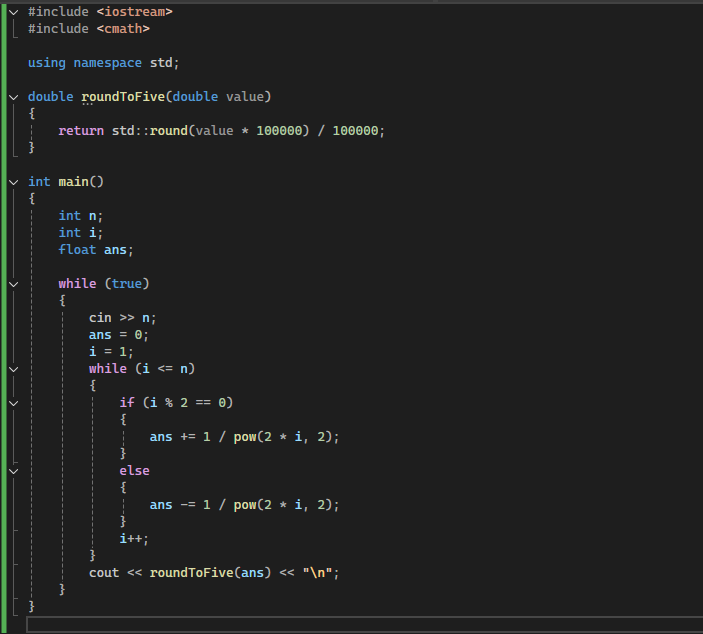 #include <iostream>
#include <cmath>
using namespace std;
double roundToFive(double value)
{
return std::round(value * 100000) / 100000;
}
int main()
{
int n;
int i;
float ans;
while (true)
{
cin >> n;
ans = 0;
i = 1;
while (i <= n)
{
if (i % 2 == 0)
{
ans += 1 / pow(2 * i, 2);
}
else
{
ans -= 1 / pow(2 * i, 2);
}
i++;
}
cout << roundToFive(ans) << "\n";
}
}